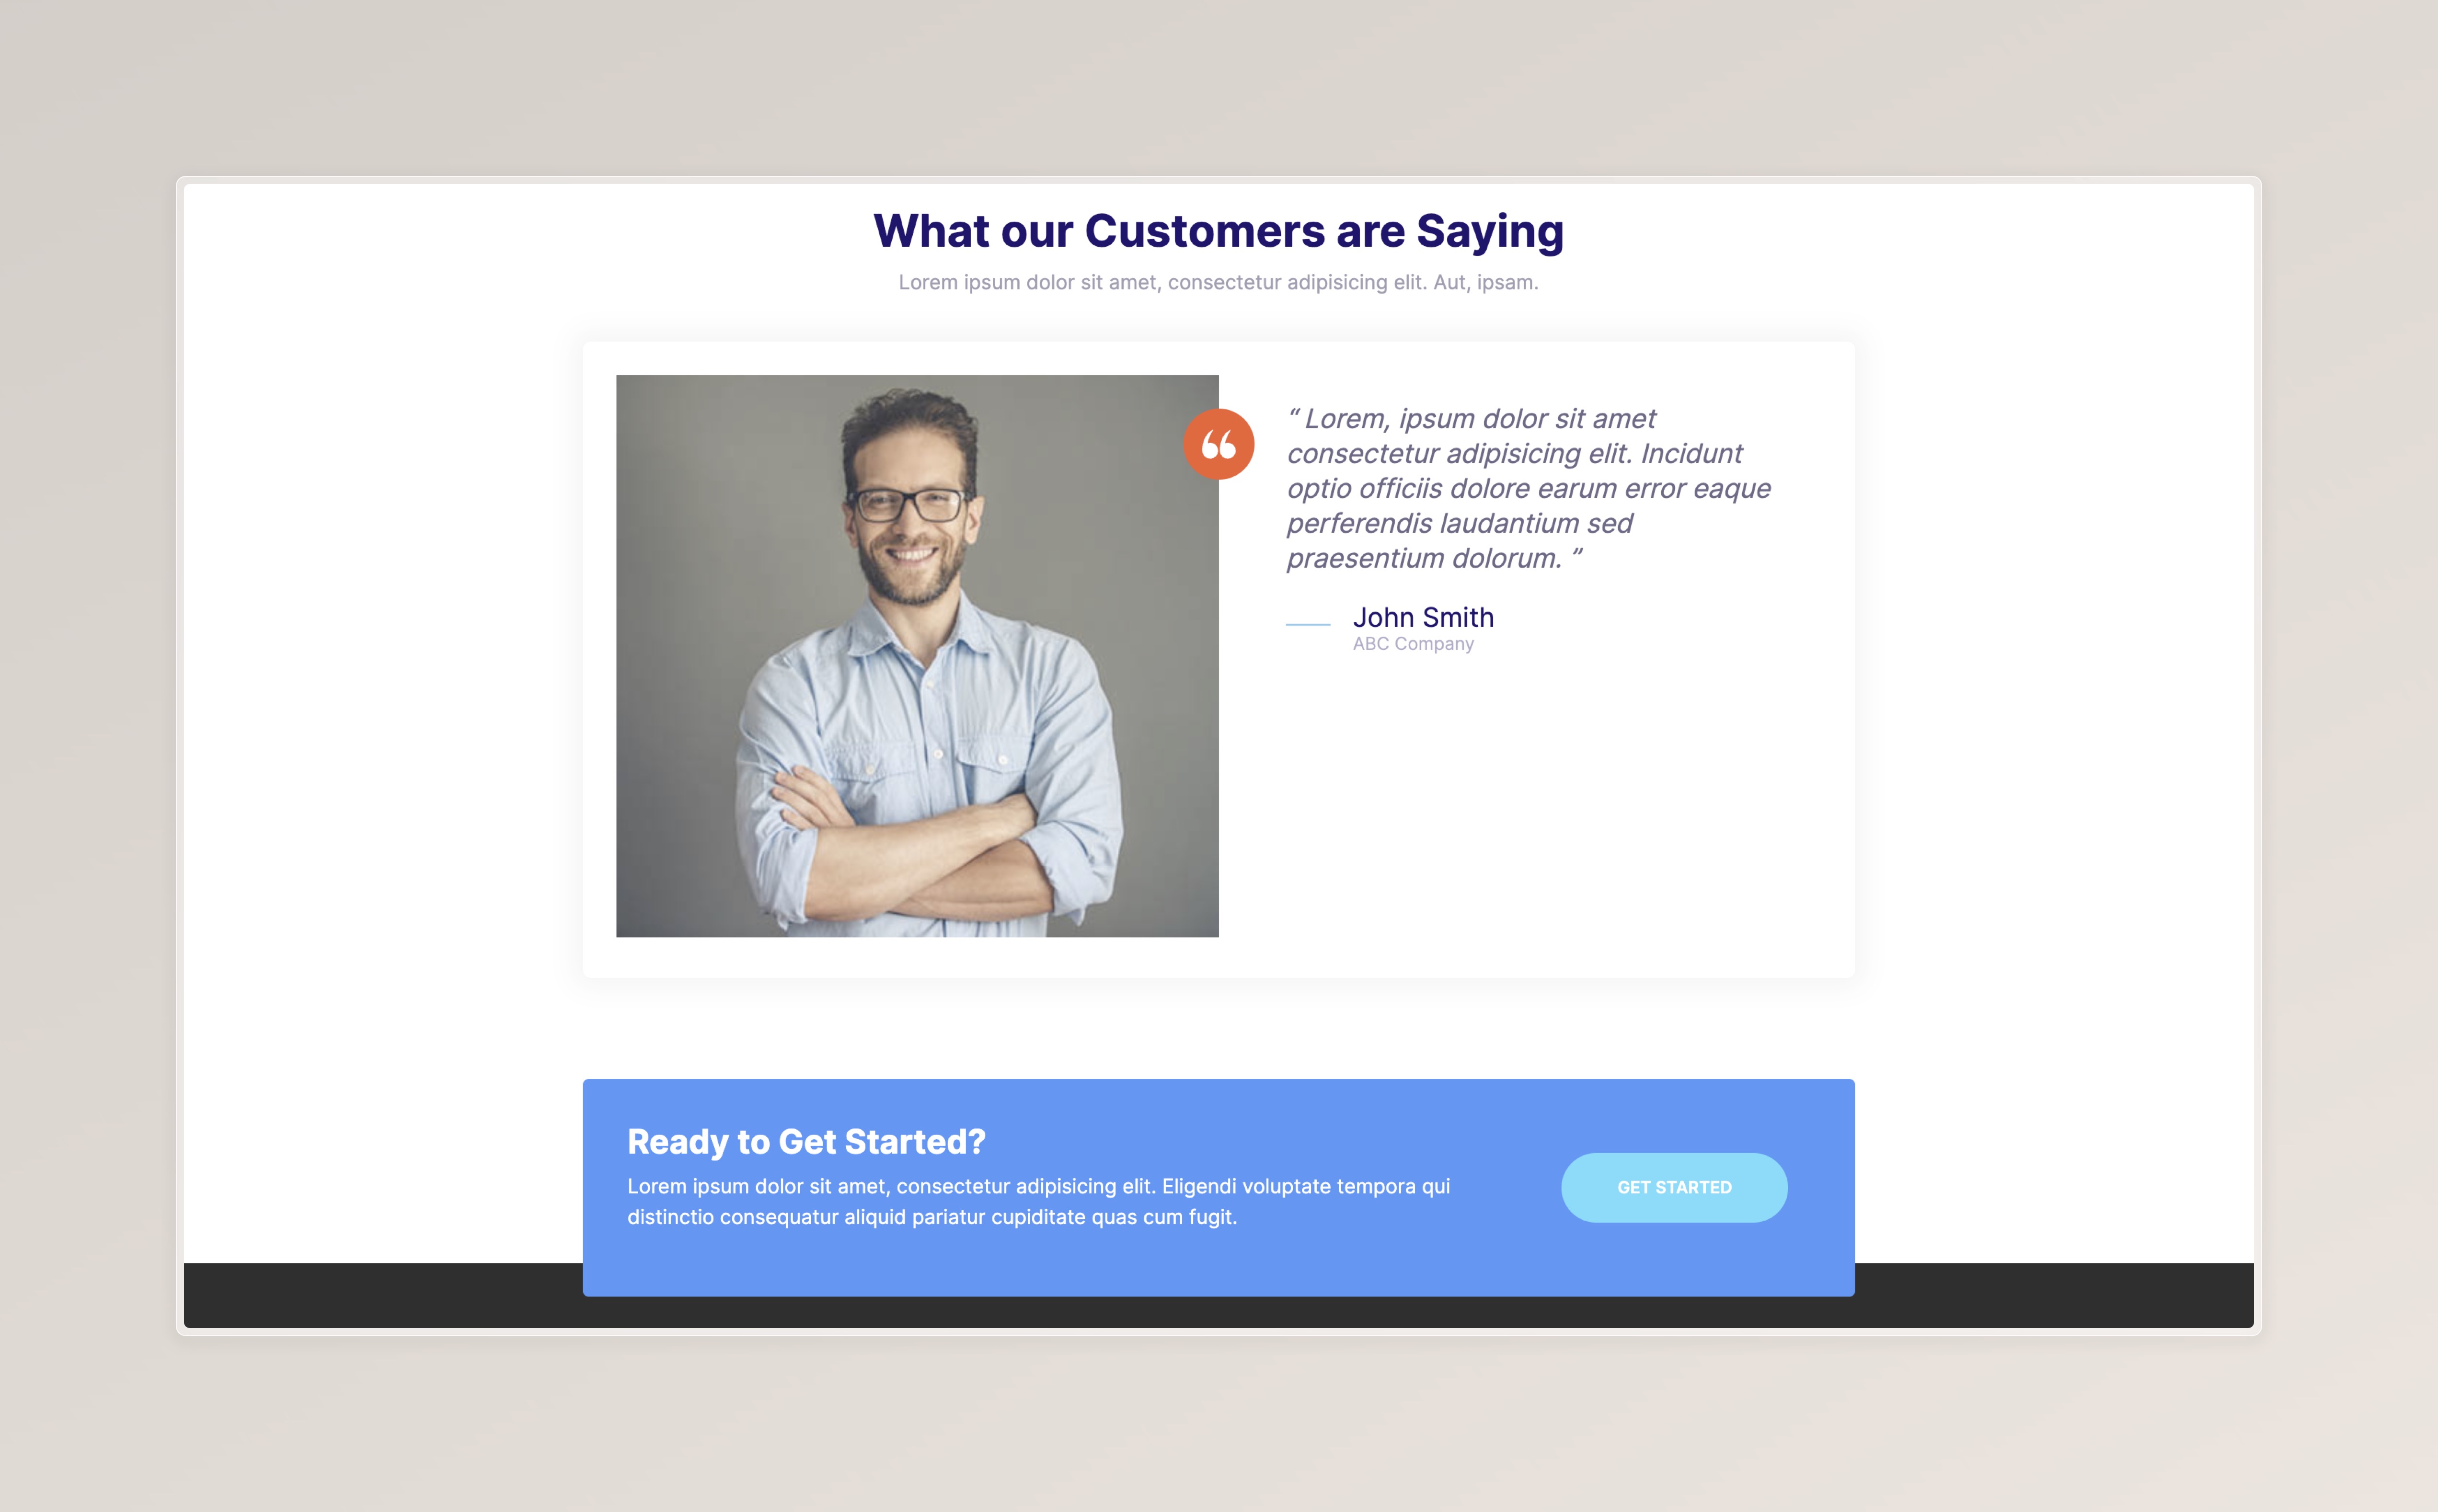 What our Customers are Saying
Lorem ipsum dolor sit amet, consectetur adipisicing elit. Aut, ipsam.
“ Lorem, ipsum dolor sit amet
consectetur adipisicing elit. Incidunt
optio officiis dolore earum error eaque
perferendis laudantium sed
praesentium dolorum. ”
John Smith
ABC Company
Ready to Get Started?
Lorem ipsum dolor sit amet, consectetur adipisicing elit. Eligendi voluptate tempora qui
distinctio consequatur aliquid pariatur cupiditate quas cum fugit.
GET STARTED